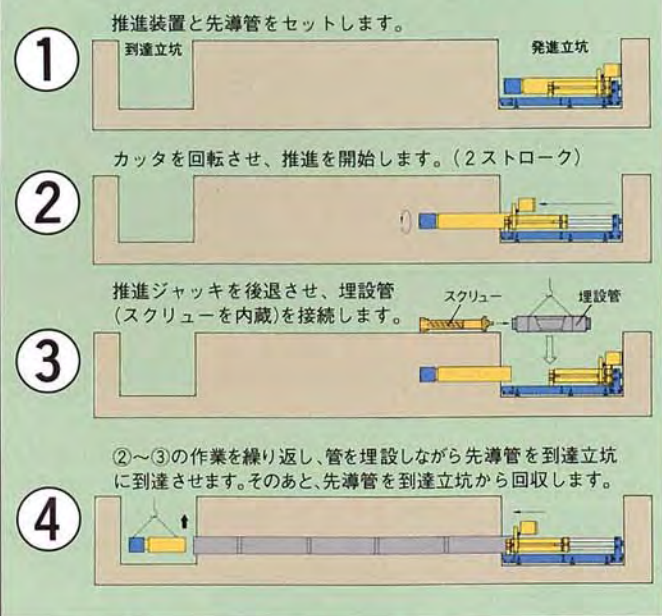 ① 推進装置と先導管をセットします。
到達立坑
発進立坑
② カッタを回転させ、推進を開始します。(2ストローク)
③ 推進ジャッキを後退させ、埋設管
(スクリューを内蔵)を接続します。
スクリュー
埋設管
④ ②〜③の作業を繰り返し、管を埋設しながら先導管を到達立坑
に到達させます。そのあと、先導管を到達立坑から回収します。